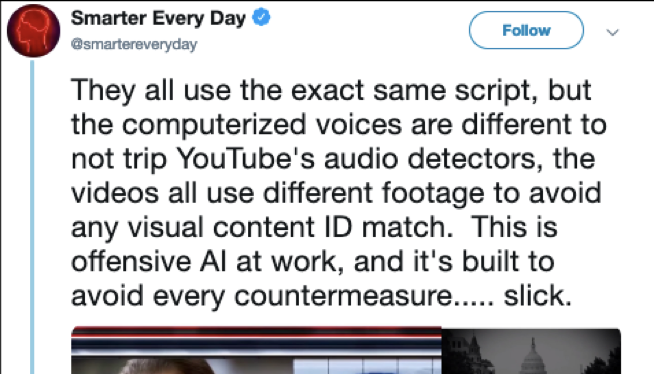 Smarter Every Day
Follow
@smartereveryday
They all use the exact same script, but
the computerized voices are different to
not trip YouTube's audio detectors, the
videos all use different footage to avoid
any visual content ID match.  This is
offensive AI at work, and it's built to
avoid every countermeasure..... slick.